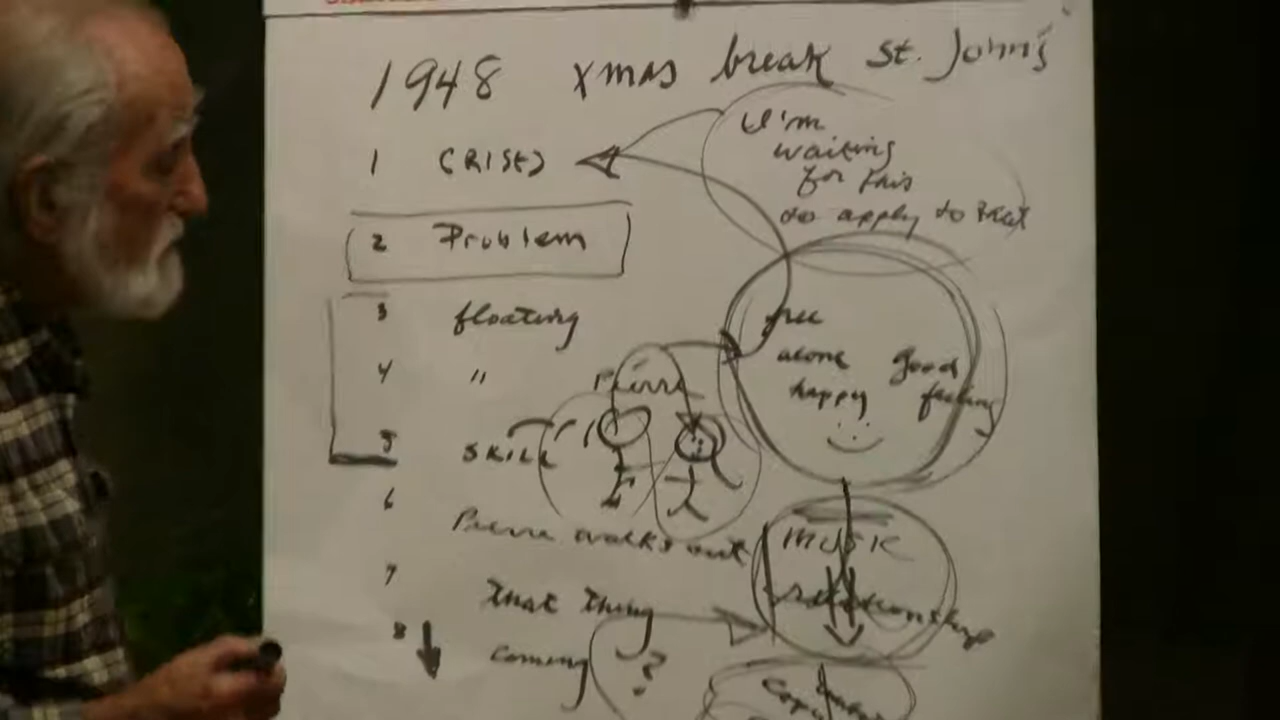 1948 xmas break St. John's
1 CRISES
I'm
waiting
for this
to apply to that
2 Problem
3 floating
4 "
free
alone
happy
good
feeling
Pierre
5 SKILL
6 Pierre walks out
music
relationship
7 That thing
8 coming ?